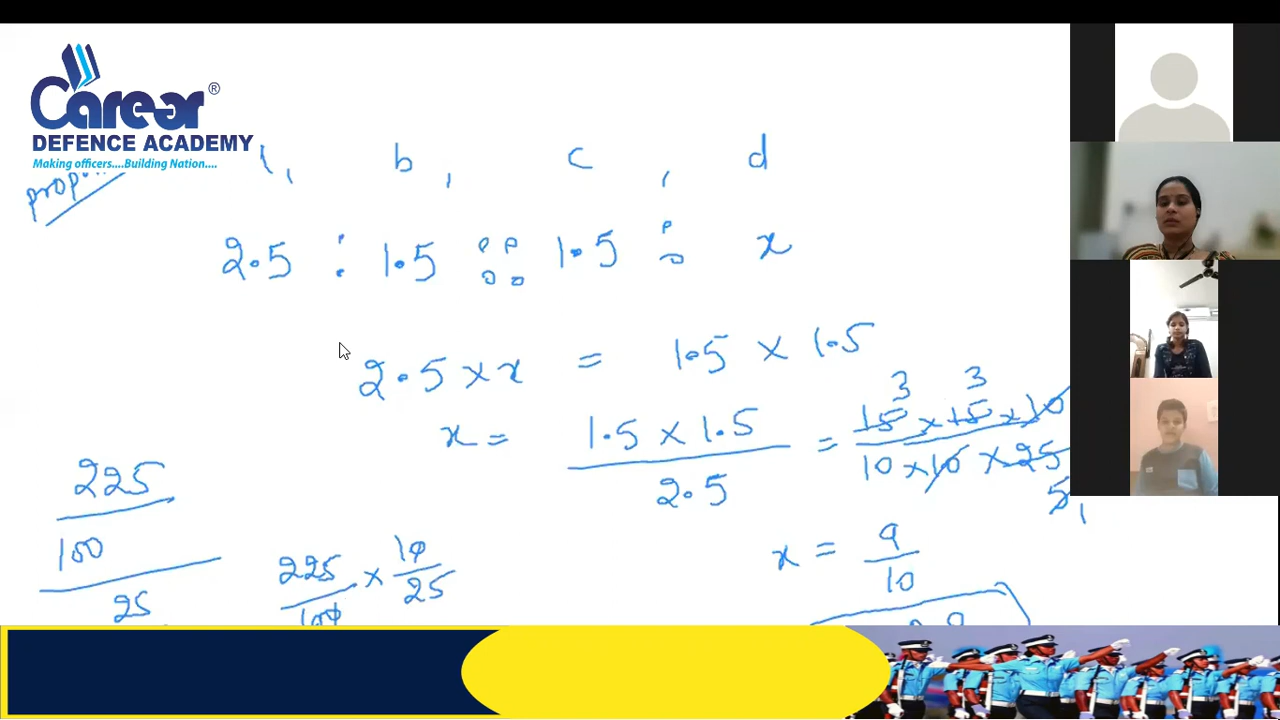 Carear®
DEFENCE ACADEMY
Making officers....Building Nation....
, b , c , d
2.5 : 1.5 :: 1.5 : x
2.5 × x = 1.5 × 1.5
x = 1.5 × 1.5 / 2.5 = 15 × 15 × 10 / 10 × 10 × 25
3 3
5 1
x = 9/10
225
100
25
225/100 × 10/25